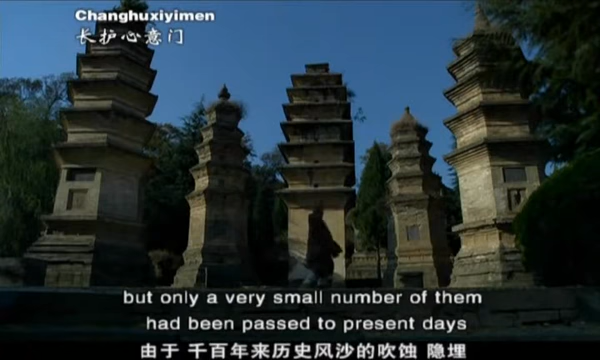 Changhuxiyimen
长护心意门
but only a very small number of them
had been passed to present days
由于 千百年来历史风沙的吹蚀 隐埋